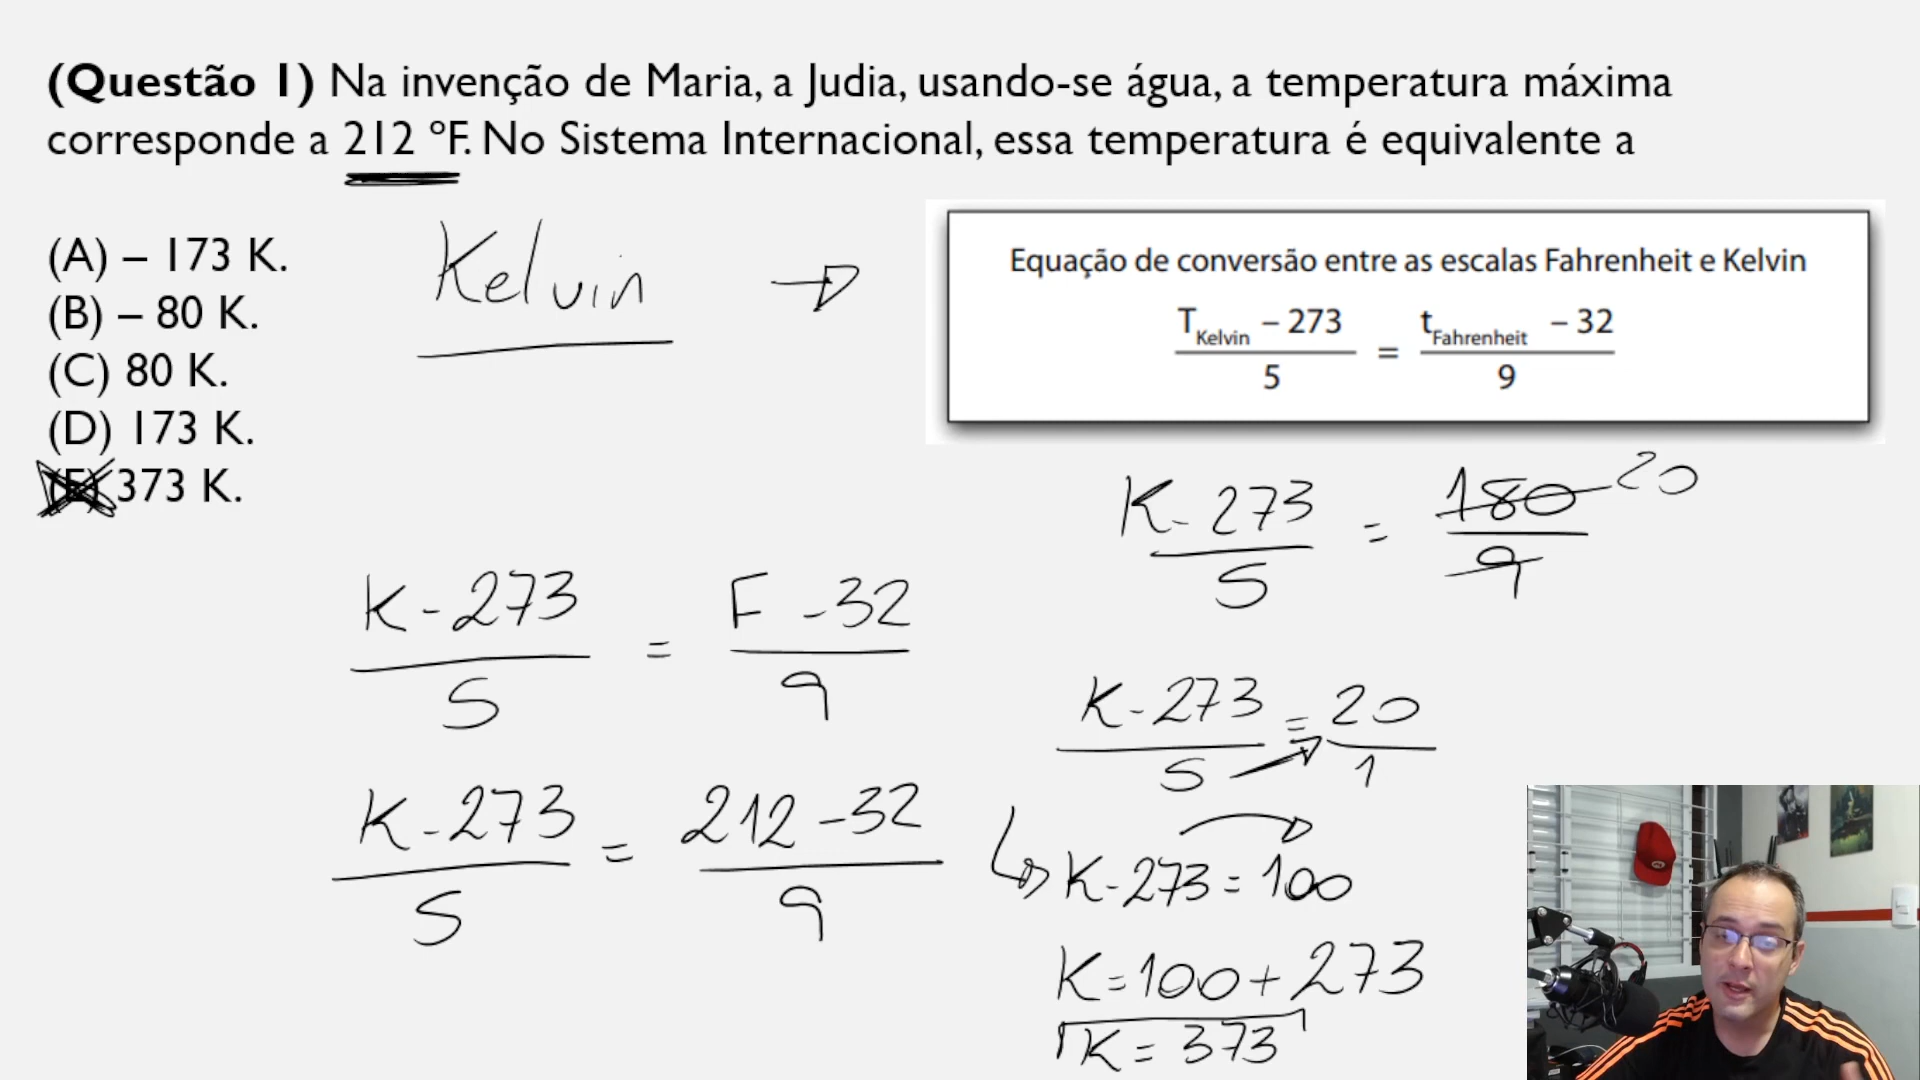 (Questão 1) Na invenção de Maria, a Judia, usando-se água, a temperatura máxima
corresponde a 212 ºF. No Sistema Internacional, essa temperatura é equivalente a
(A) – 173 K.
(B) – 80 K.
(C) 80 K.
(D) 173 K.
(E) 373 K.
Kelvin
Equação de conversão entre as escalas Fahrenheit e Kelvin
T Kelvin – 273 = t Fahrenheit – 32
5 9
K - 273 = F - 32
5 9
K - 273 = 212 - 32
5 9
K - 273 = 180 20
5 9
K - 273 = 20
5 1
K - 273 = 100
K = 100 + 273
K = 373